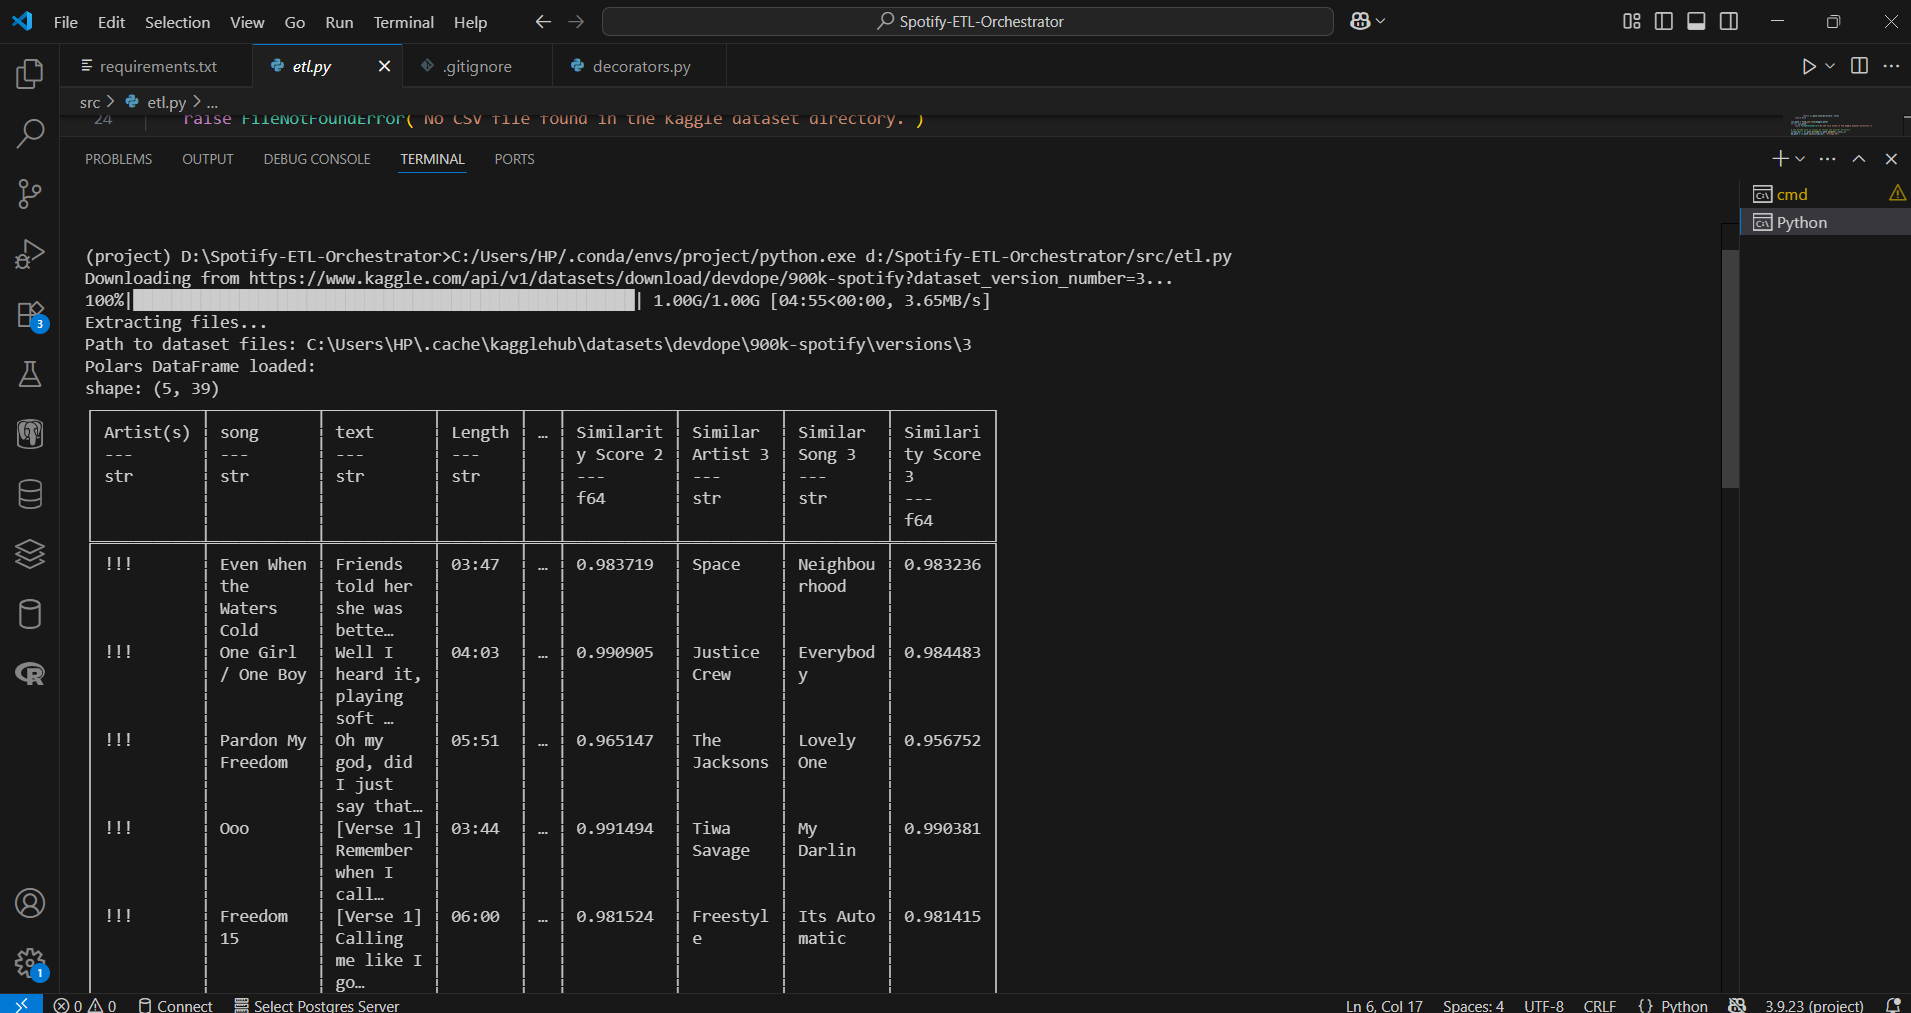 File Edit Selection View Go Run Terminal Help
Spotify-ETL-Orchestrator
requirements.txt
etl.py
.gitignore
decorators.py
src > etl.py > ...
24 raise FileNotFoundError("No CSV file found in the kaggle dataset directory.")
PROBLEMS OUTPUT DEBUG CONSOLE TERMINAL PORTS
cmd
Python
(project) D:\Spotify-ETL-Orchestrator>C:/Users/HP/.conda/envs/project/python.exe d:/Spotify-ETL-Orchestrator/src/etl.py
Downloading from https://www.kaggle.com/api/v1/datasets/download/devdope/900k-spotify?dataset_version_number=3...
100%| | 1.00G/1.00G [04:55<00:00, 3.65MB/s]
Extracting files...
Path to dataset files: C:\Users\HP\.cache\kagglehub\datasets\devdope\900k-spotify\versions\3
Polars DataFrame loaded:
shape: (5, 39)
Artist(s) song text Length … Similarit Similar Similar Similari
--- --- --- --- y Score 2 Artist 3 Song 3 ty Score
str str str str --- --- --- 3
f64 str str ---
f64
!!! Even When Friends 03:47 … 0.983719 Space Neighbou 0.983236
the told her rhood
Waters she was
Cold bette…
!!! One Girl Well I 04:03 … 0.990905 Justice Everybod 0.984483
/ One Boy heard it, Crew y
playing
soft …
!!! Pardon My Oh my 05:51 … 0.965147 The Lovely 0.956752
Freedom god, did Jacksons One
I just
say that…
!!! Ooo [Verse 1] 03:44 … 0.991494 Tiwa My 0.990381
Remember Savage Darlin
when I
call…
!!! Freedom [Verse 1] 06:00 … 0.981524 Freestyl Its Auto 0.981415
15 Calling e matic
me like I
go…
3
1
0 0 Connect Select Postgres Server Ln 6, Col 17 Spaces: 4 UTF-8 CRLF {} Python 3.9.23 (project)